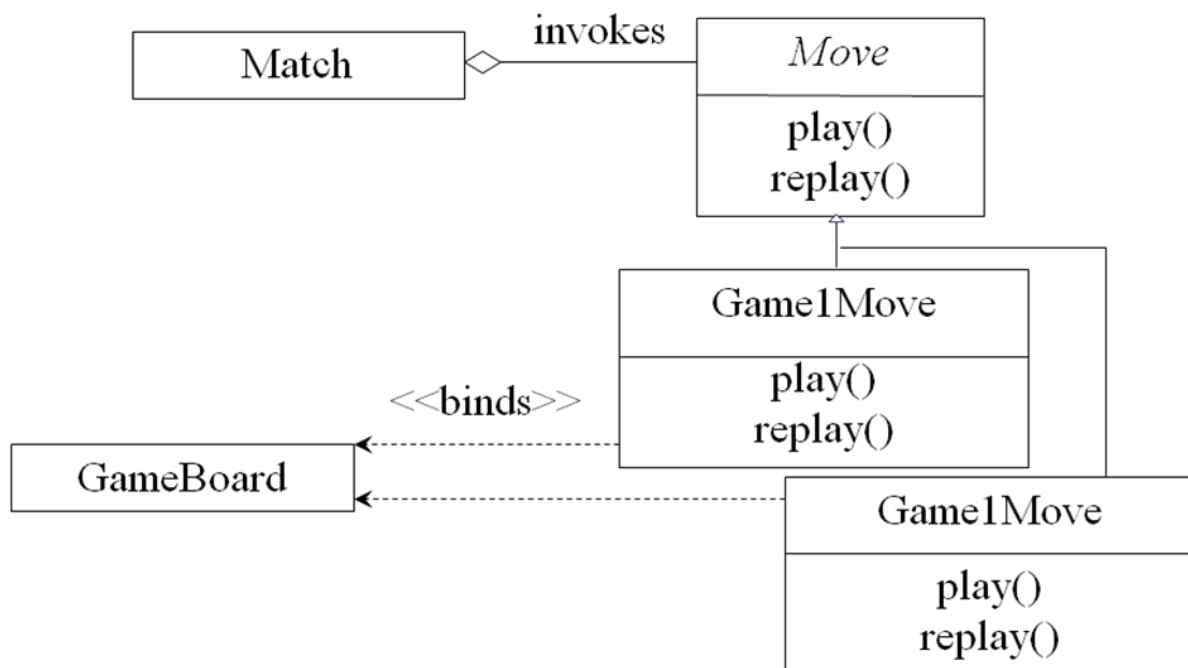 Match
invokes
Move
play()
replay()
Game1Move
play()
replay()
<<binds>>
GameBoard
Game1Move
play()
replay()